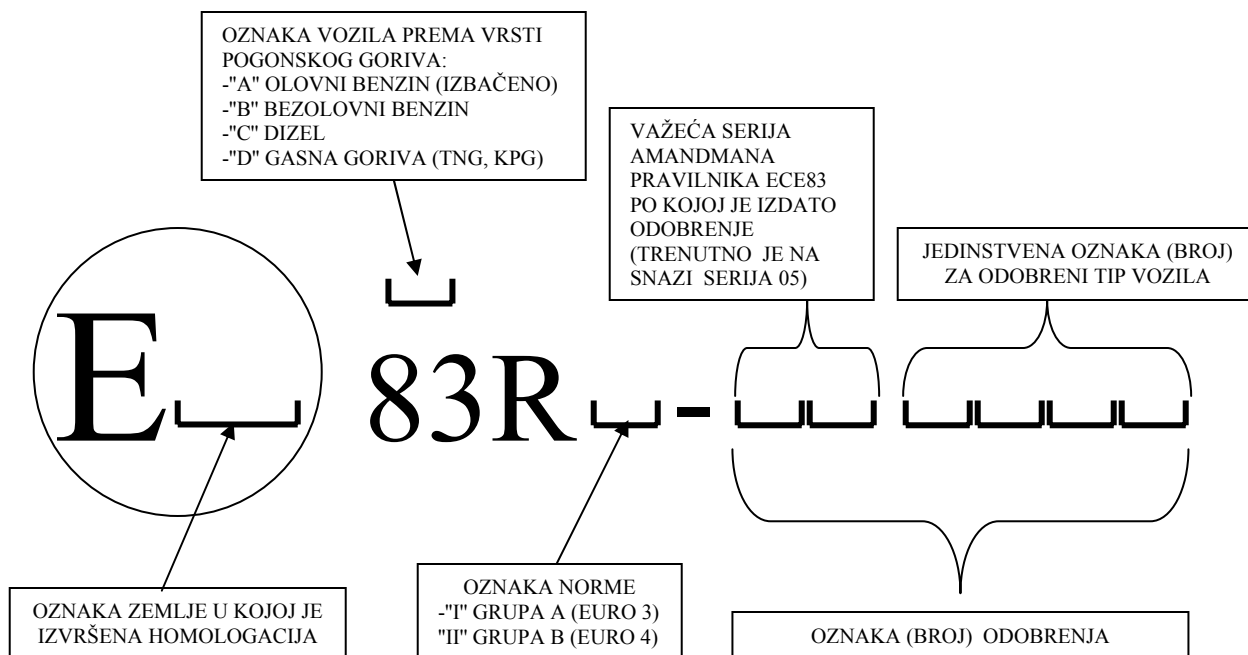 OZNAKA VOZILA PREMA VRSTI
POGONSKOG GORIVA:
-"A" OLOVNI BENZIN (IZBAČENO)
-"B" BEZOLOVNI BENZIN
-"C" DIZEL
-"D" GASNA GORIVA (TNG, KPG)
VAŽEĆA SERIJA
AMANDMANA
PRAVILNIKA ECE83
PO KOJOJ JE IZDATO
ODOBRENJE
(TRENUTNO JE NA
SNAZI SERIJA 05)
JEDINSTVENA OZNAKA (BROJ)
ZA ODOBRENI TIP VOZILA
E 83R -
OZNAKA ZEMLJE U KOJOJ JE
IZVRŠENA HOMOLOGACIJA
OZNAKA NORME
-"I" GRUPA A (EURO 3)
"II" GRUPA B (EURO 4)
OZNAKA (BROJ) ODOBRENJA